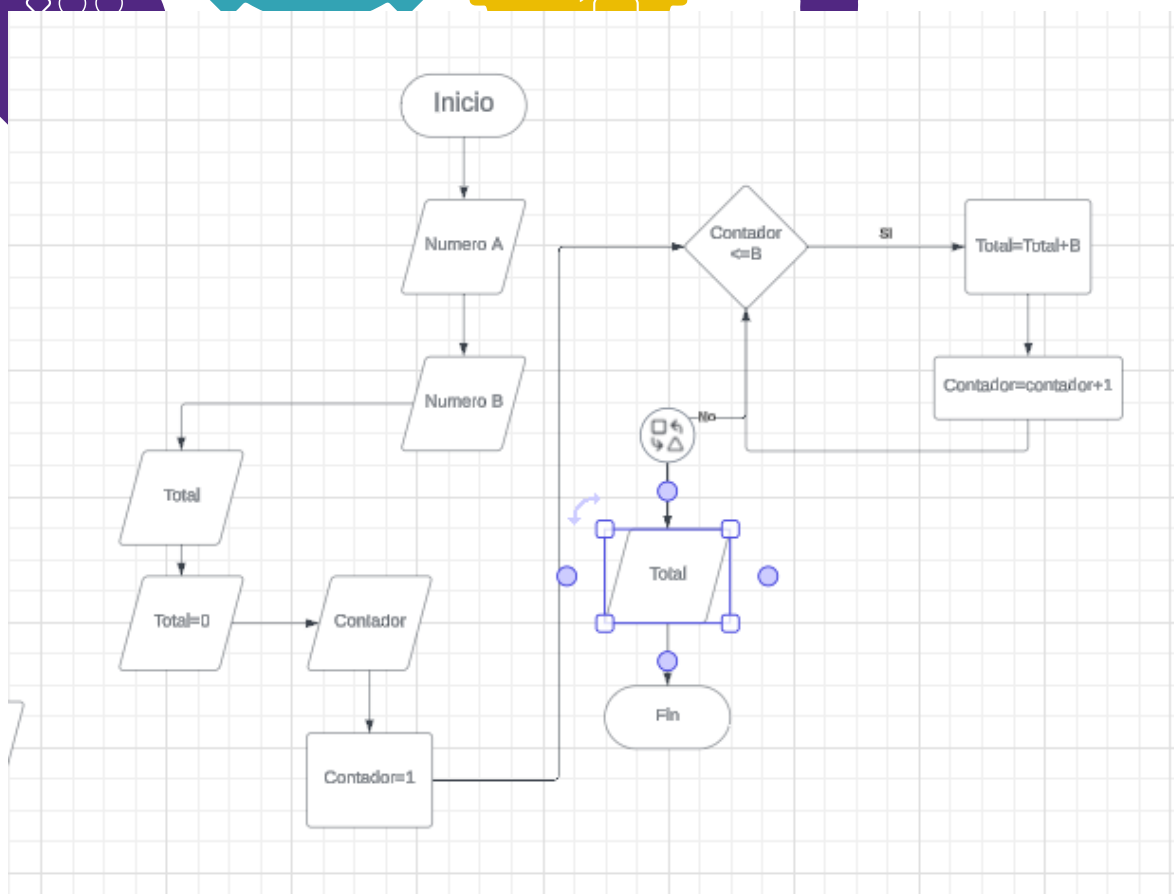 Inicio
Numero A
Numero B
Total
Total=0
Contador
Contador=1
Contador
<=B
SI
Total=Total+B
Contador=contador+1
No
Total
Fin